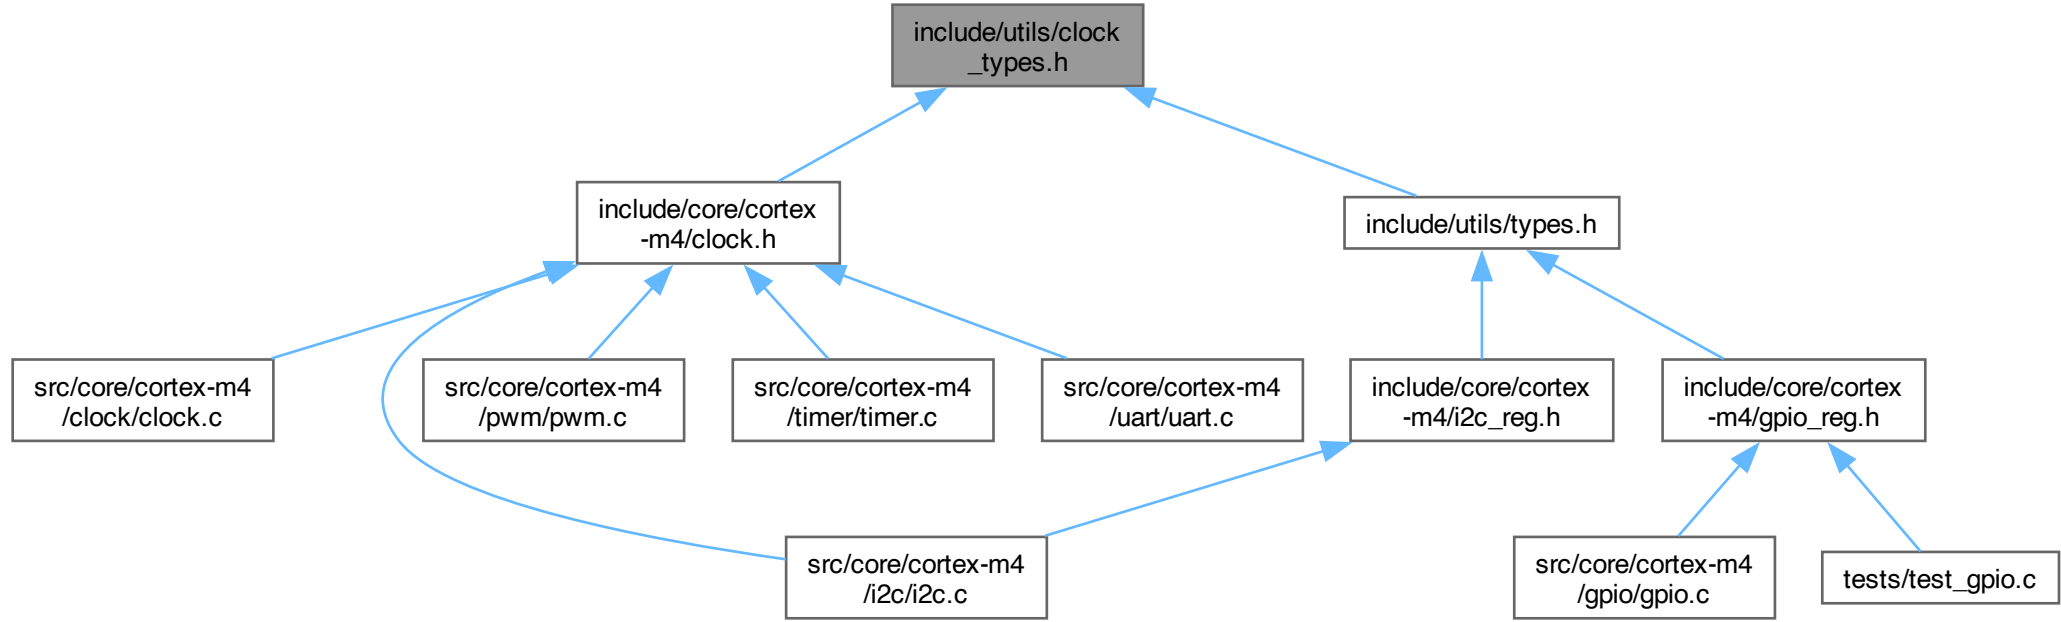 include/utils/clock
_types.h
include/core/cortex
-m4/clock.h
include/utils/types.h
src/core/cortex-m4
/clock/clock.c
src/core/cortex-m4
/pwm/pwm.c
src/core/cortex-m4
/timer/timer.c
src/core/cortex-m4
/uart/uart.c
include/core/cortex
-m4/i2c_reg.h
include/core/cortex
-m4/gpio_reg.h
src/core/cortex-m4
/i2c/i2c.c
src/core/cortex-m4
/gpio/gpio.c
tests/test_gpio.c